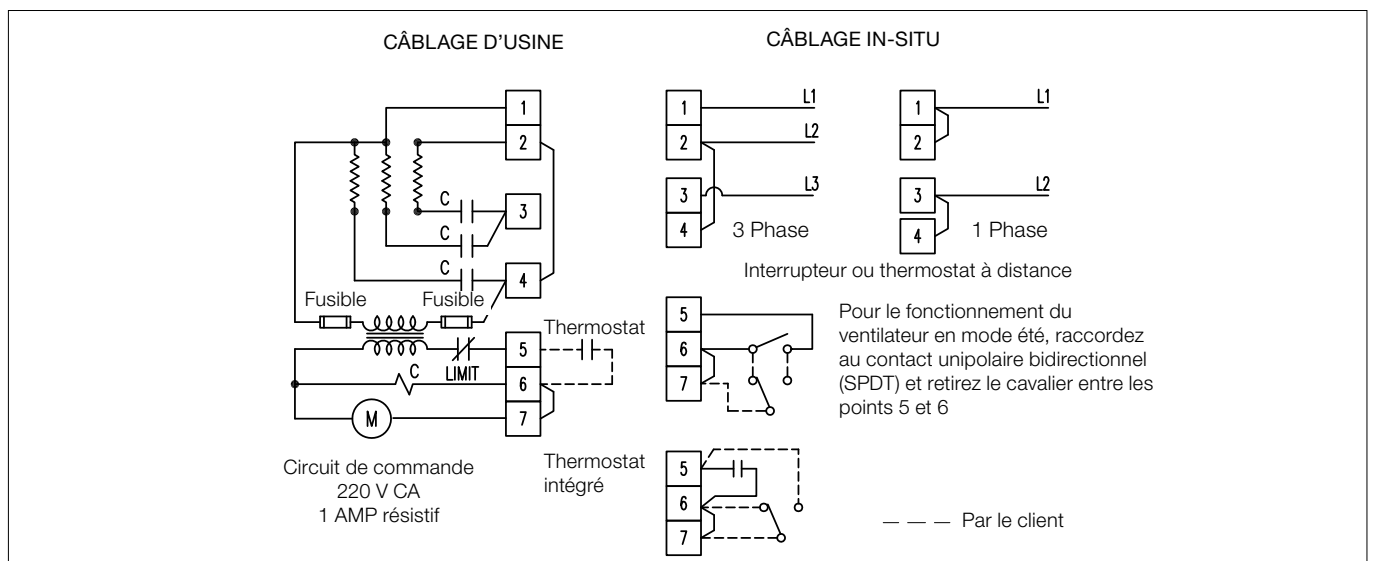 CÂBLAGE D'USINE
1
2
3
4
C
C
C
Fusible
Fusible
Thermostat
5
6
7
LIMIT
C
M
Circuit de commande
220 V CA
1 AMP résistif
CÂBLAGE IN-SITU
1
L1
2
L2
3
L3
4
3 Phase
1
L1
2
3
L2
4
1 Phase
Interrupteur ou thermostat à distance
5
6
7
Pour le fonctionnement du
ventilateur en mode été, raccordez
au contact unipolaire bidirectionnel
(SPDT) et retirez le cavalier entre les
points 5 et 6
Thermostat
intégré
5
6
7
Par le client